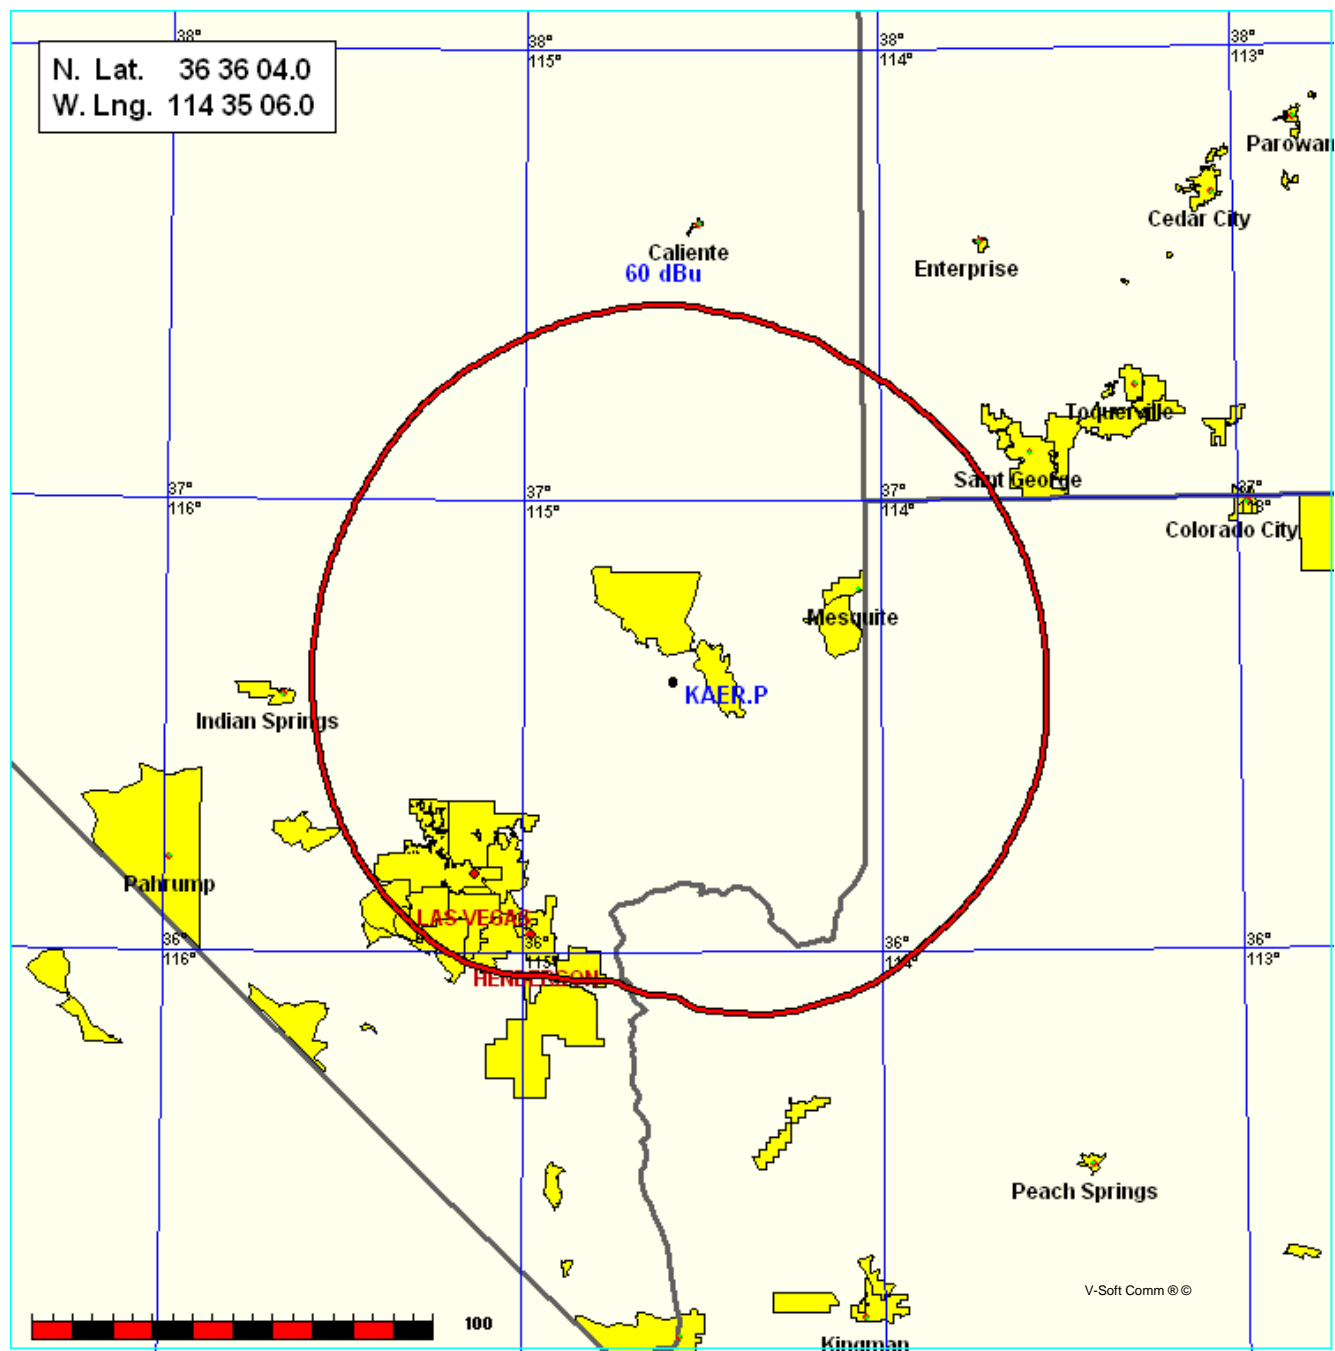 38°
38°
115°
38°
114°
38°
113°
N. Lat. 36 36 04.0
W. Lng. 114 35 06.0
Parowan
Cedar City
Caliente
60 dBu
Enterprise
Toquerville
Saint George
37°
116°
37°
115°
37°
114°
Colorado City
Mesquite
KAER.P
Indian Springs
Pahrump
LAS VEGAS
36°
116°
36°
115°
36°
114°
36°
113°
HENDERSON
Peach Springs
V-Soft Comm ® ©
100
Kingman